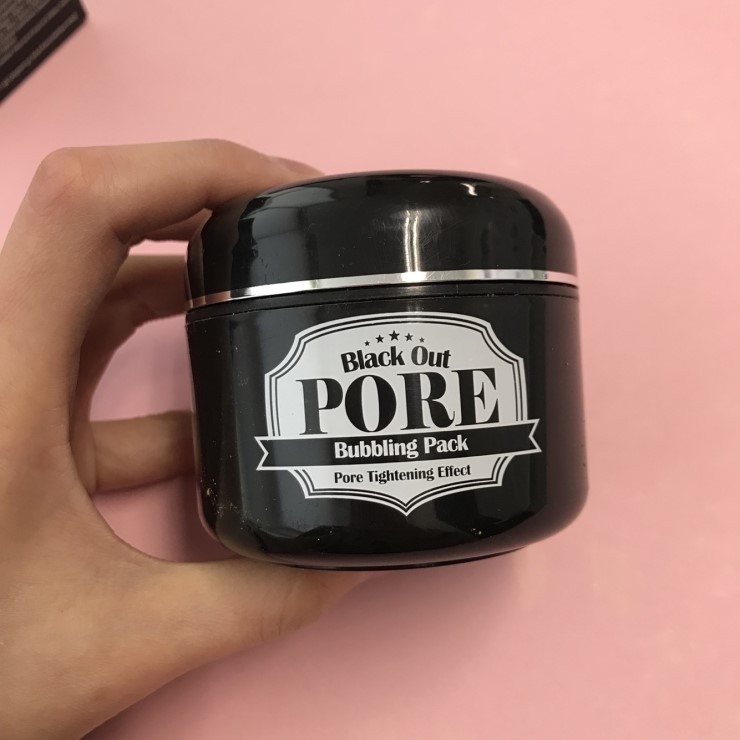 Black Out
PORE
Bubbling Pack
Pore Tightening Effect